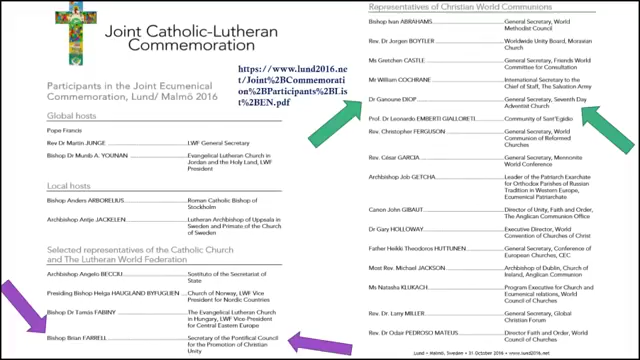 Joint Catholic-Lutheran
Commemoration
https://www.lund2016.ne
t/Joint%2BCommemorati
on%2BParticipants%2BLis
t%2BEN.pdf
Participants in the Joint Ecumenical
Commemoration, Lund/ Malmö 2016
Global hosts
Pope Francis
Rev Dr Martin JUNGE LWF General Secretary
Bishop Dr Munib A. YOUNAN Evangelical Lutheran Church in
Jordan and the Holy Land, LWF
President
Local hosts
Bishop Anders ARBORELIUS Roman Catholic Bishop of
Stockholm
Archbishop Antje JACKELEN Lutheran Archbishop of Uppsala in
Sweden and Primate of the Church
of Sweden
Selected representatives of the Catholic Church
and The Lutheran World Federation
Archbishop Angelo BECCIU Sostituto of the Secretariat of
State
Presiding Bishop Helga HAUGLAND BYFUGLIEN Church of Norway, LWF Vice
President for Nordic Countries
Bishop Dr Tamás FABINY The Evangelical Lutheran Church
in Hungary, LWF Vice-President
for Central Eastern Europe
Bishop Brian FARRELL Secretary of the Pontifical Council
for the Promotion of Christian
Unity
Representatives of Christian World Communions
Bishop Ivan ABRAHAMS General Secretary, World
Methodist Council
Rev. Dr Jorgen BOYTLER Worldwide Unity Board, Moravian
Church
Ms Gretchen CASTLE General Secretary, Friends World
Committee for Consultation
Mr William COCHRANE International Secretary to the
Chief of Staff, The Salvation Army
Dr Ganoune DIOP General Secretary, Seventh Day
Adventist Church
Prof. Dr Leonardo EMBERTI GIALLORETI Community of Sant'Egidio
Rev. Christopher FERGUSON General Secretary, World
Communion of Reformed
Churches
Rev. César GARCIA General Secretary, Mennonite
World Conference
Archbishop Job GETCHA Leader of the Patriarch Exarchate
for Orthodox Parishes of Russian
Tradition in Western Europe,
Ecumenical Patriarchate
Canon John GIBAUT Director of Unity, Faith and Order,
The Anglican Communion Office
Dr Gary HOLLOWAY Executive Director, World
Convention of Churches of Christ
Father Heikki Theodoros HUTTUNEN General Secretary, Conference of
European Churches, CEC
Most Rev. Michael JACKSON Archbishop of Dublin, Church of
Ireland, Anglican Communion
Ms Natasha KLUKACH Program Executive for Church and
Ecumenical relations, World
Council of Churches
Rev. Dr. Larry MILLER General Secretary, Global
Christian Forum
Rev. Dr Odair PEDROSO MATEUS Director Faith and Order, World
Council of Churches
Lund • Malmö, Sweden • 31 October 2016 • www.lund2016.net